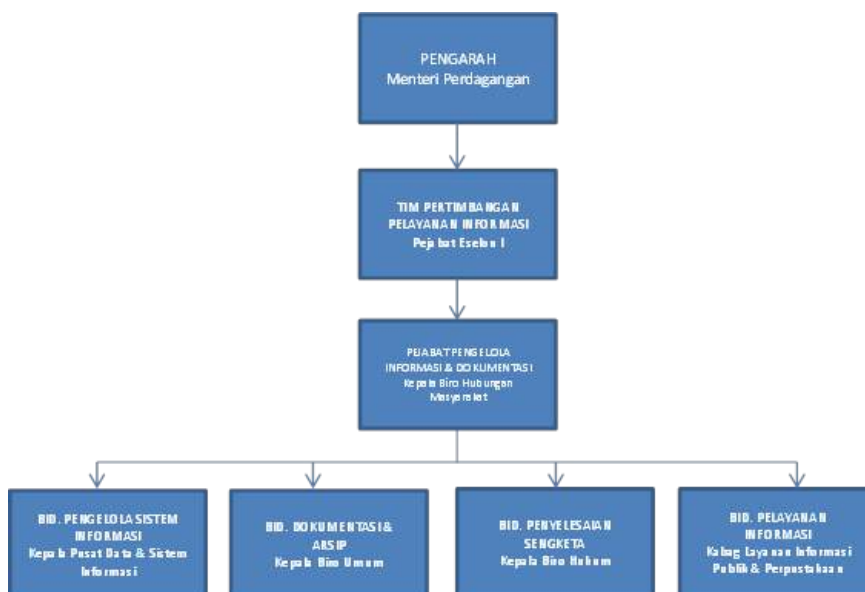 PENGARAH
Menteri Perdagangan
TIM PERTIMBANGAN
PELAYANAN INFORMASI
Pejabat Eselon I
PEJABAT PENGELOLA
INFORMASI & DOKUMENTASI
Kepala Biro Hubungan
Masyarakat
BID. PENGELOLA SISTEM
INFORMASI
Kepala Pusat Data & Sistem
Informasi
BID. DOKUMENTASI &
ARSIP
Kepala Biro Umum
BID. PENYELESAIAN
SENGKETA
Kepala Biro Hukum
BID. PELAYANAN
INFORMASI
Kabag Layanan Informasi
Publik & Perpustakaan